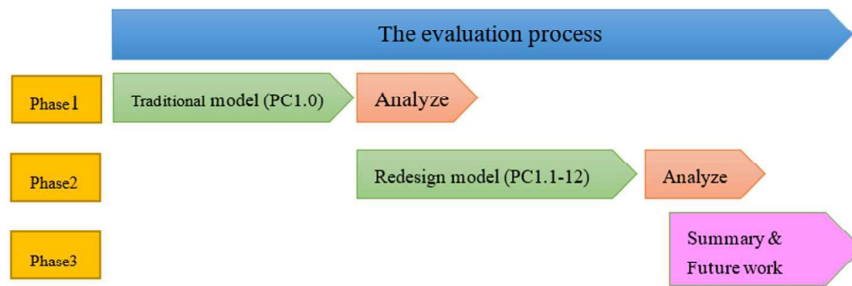 The evaluation process
Phase1
Traditional model (PC1.0)
Analyze
Phase2
Redesign model (PC1.1-12)
Analyze
Phase3
Summary &
Future work